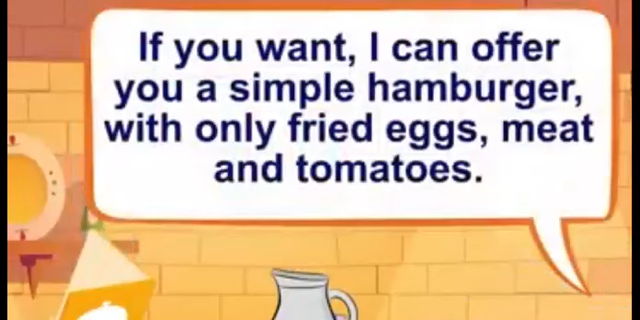 If you want, I can offer
you a simple hamburger,
with only fried eggs, meat
and tomatoes.